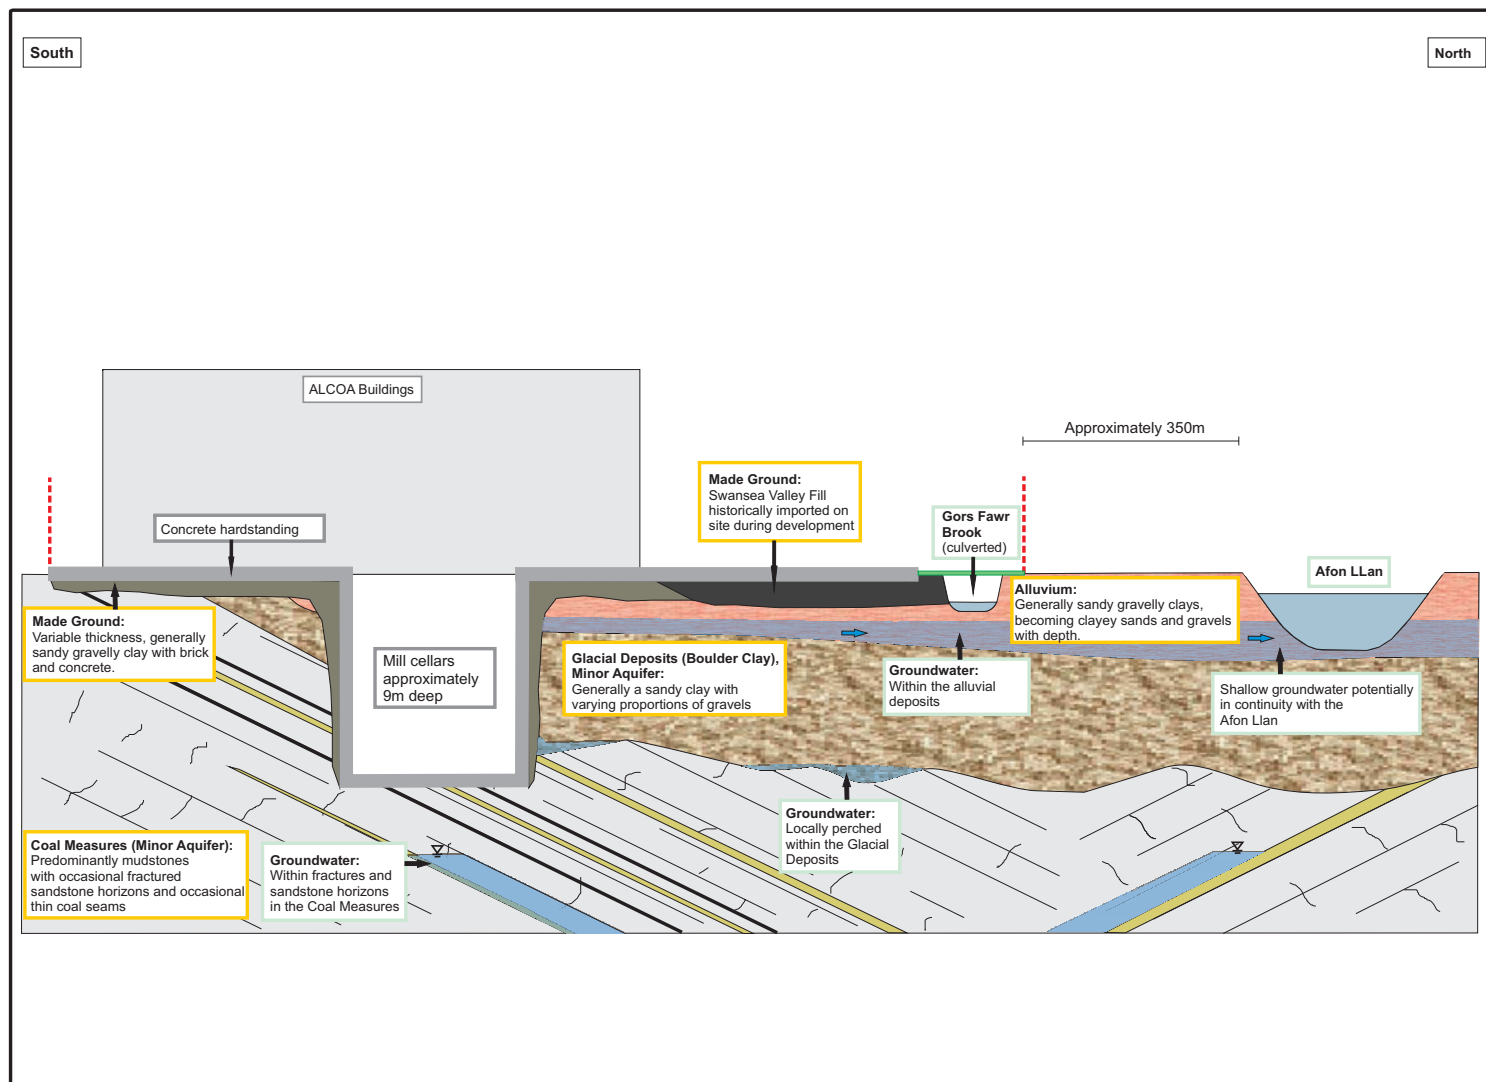 South
North
ALCOA Buildings
Approximately 350m
Made Ground:
Swansea Valley Fill
historically imported on
site during development
Concrete hardstanding
Gors Fawr
Brook
(culverted)
Afon LLan
Alluvium:
Generally sandy gravelly clays,
becoming clayey sands and gravels
with depth.
Made Ground:
Variable thickness, generally
sandy gravelly clay with brick
and concrete.
Mill cellars
approximately
9m deep
Glacial Deposits (Boulder Clay),
Minor Aquifer:
Generally a sandy clay with
varying proportions of gravels
Groundwater:
Within the alluvial
deposits
Shallow groundwater potentially
in continuity with the
Afon Llan
Groundwater:
Locally perched
within the Glacial
Deposits
Coal Measures (Minor Aquifer):
Predominantly mudstones
with occasional fractured
sandstone horizons and occasional
thin coal seams
Groundwater:
Within fractures and
sandstone horizons
in the Coal Measures